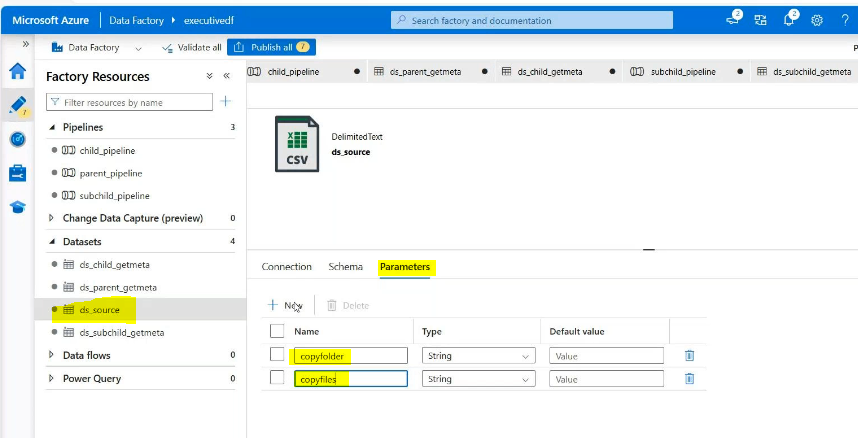 Microsoft Azure Data Factory executivedf Search factory and documentation 2 2
Data Factory Validate all Publish all 7
Factory Resources
Filter resources by name
7
Pipelines 3
child_pipeline
parent_pipeline
subchild_pipeline
Change Data Capture (preview) 0
Datasets 4
ds_child_getmeta
ds_parent_getmeta
ds_source
ds_subchild_getmeta
Data flows 0
Power Query 0
child_pipeline ds_parent_getmeta ds_child_getmeta subchild_pipeline ds_subchild_getmeta
CSV
DelimitedText
ds_source
Connection Schema Parameters
New Delete
Name Type Default value
copyfolder String Value
copyfiles String Value